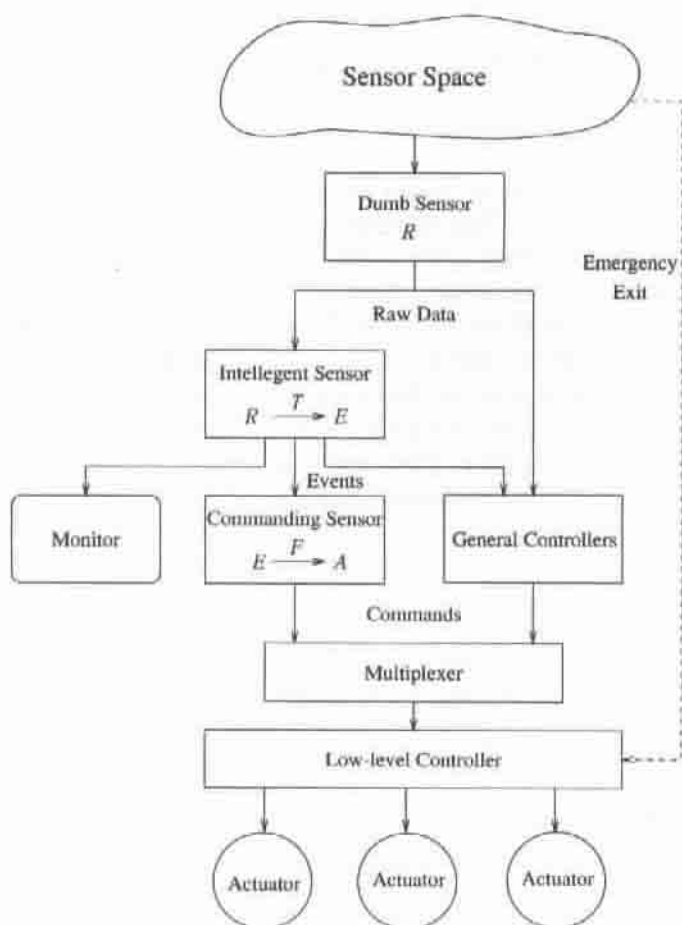 Sensor Space
Dumb Sensor
R
Emergency
Exit
Raw Data
Intellegent Sensor
R T E
Events
Monitor
Commanding Sensor
E F A
General Controllers
Commands
Multiplexer
Low-level Controller
Actuator
Actuator
Actuator